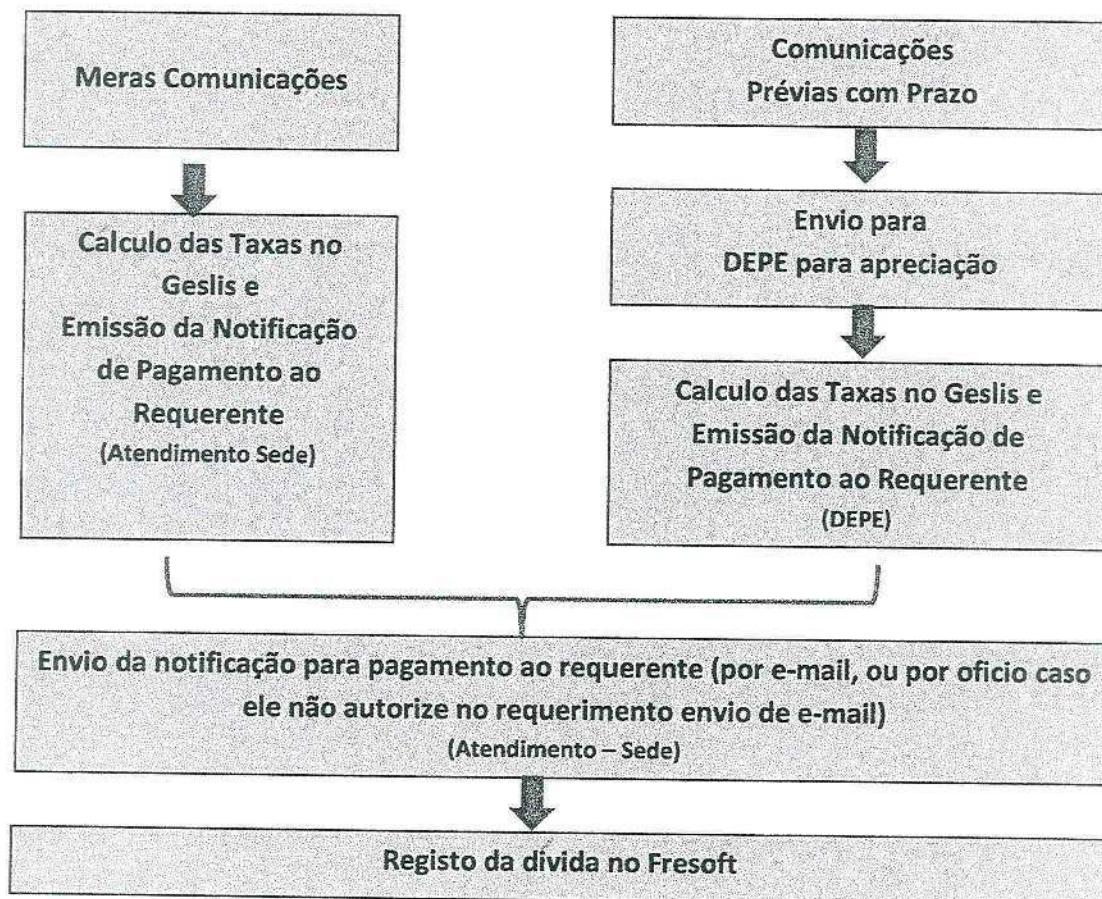 Meras Comunicações
Calculo das Taxas no
Geslis e
Emissão da Notificação
de Pagamento ao
Requerente
(Atendimento Sede)
Comunicações
Prévias com Prazo
Envio para
DEPE para apreciação
Calculo das Taxas no Geslis e
Emissão da Notificação de
Pagamento ao Requerente
(DEPE)
Envio da notificação para pagamento ao requerente (por e-mail, ou por oficio caso
ele não autorize no requerimento envio de e-mail)
(Atendimento – Sede)
Registo da divida no Fresoft